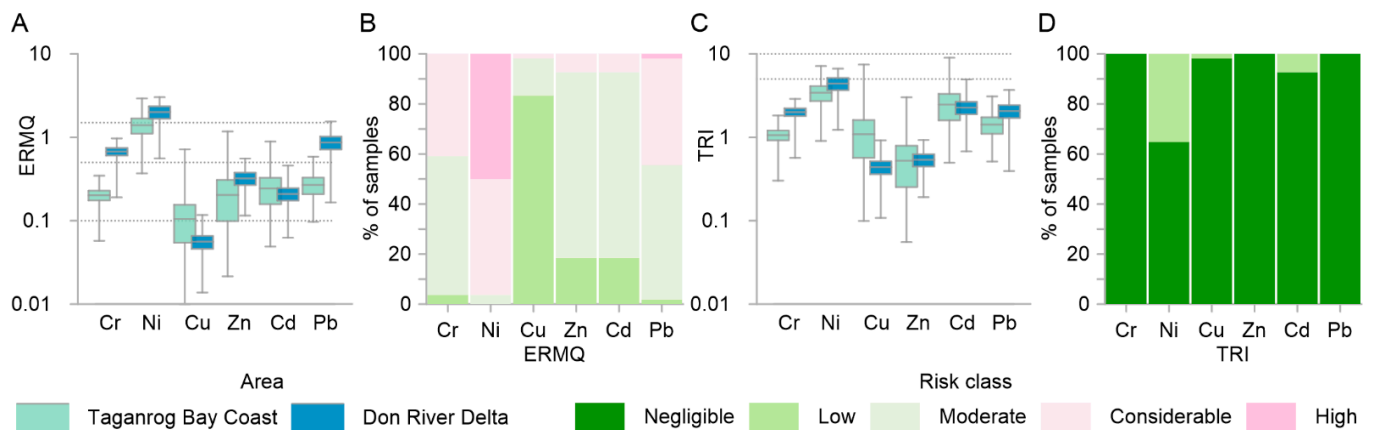 A
ERMQ
10
1
0.1
0.01
Cr Ni Cu Zn Cd Pb
B
% of samples
100
80
60
40
20
0
Cr Ni Cu Zn Cd Pb
ERMQ
C
TRI
10
1
0.1
0.01
Cr Ni Cu Zn Cd Pb
D
% of samples
100
80
60
40
20
0
Cr Ni Cu Zn Cd Pb
TRI
Area
Taganrog Bay Coast Don River Delta
Risk class
Negligible Low Moderate Considerable High